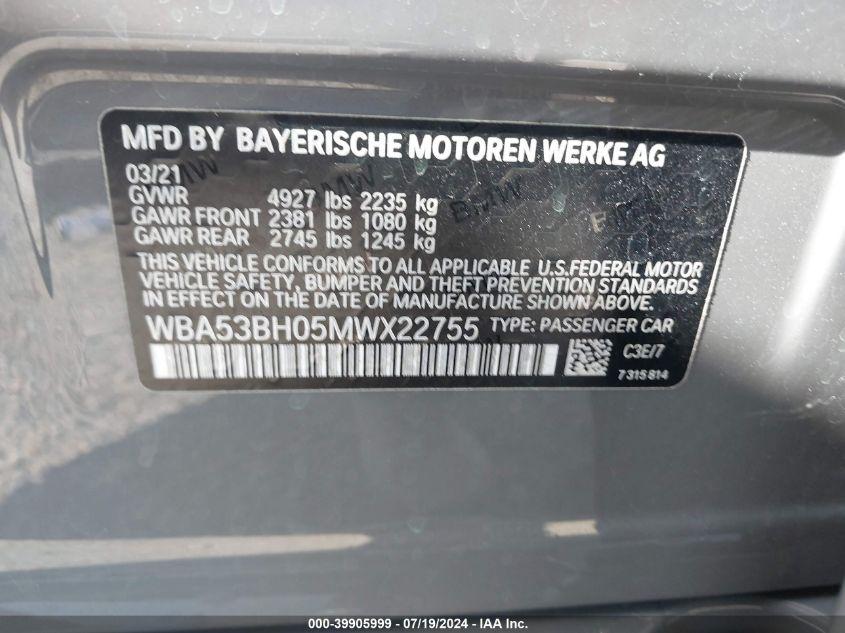 MFD BY BAYERISCHE MOTOREN WERKE AG
03/21
GVWR 4927 lbs 2235 kg
GAWR FRONT 2381 lbs 1080 kg
GAWR REAR 2745 lbs 1245 kg
THIS VEHICLE CONFORMS TO ALL APPLICABLE U.S.FEDERAL MOTOR
VEHICLE SAFETY, BUMPER AND THEFT PREVENTION STANDARDS
IN EFFECT ON THE DATE OF MANUFACTURE SHOWN ABOVE.
WBA53BH05MWX22755 TYPE: PASSENGER CAR
C3E/7
7315814
BMW
000-39905999 - 07/19/2024 - IAA Inc.